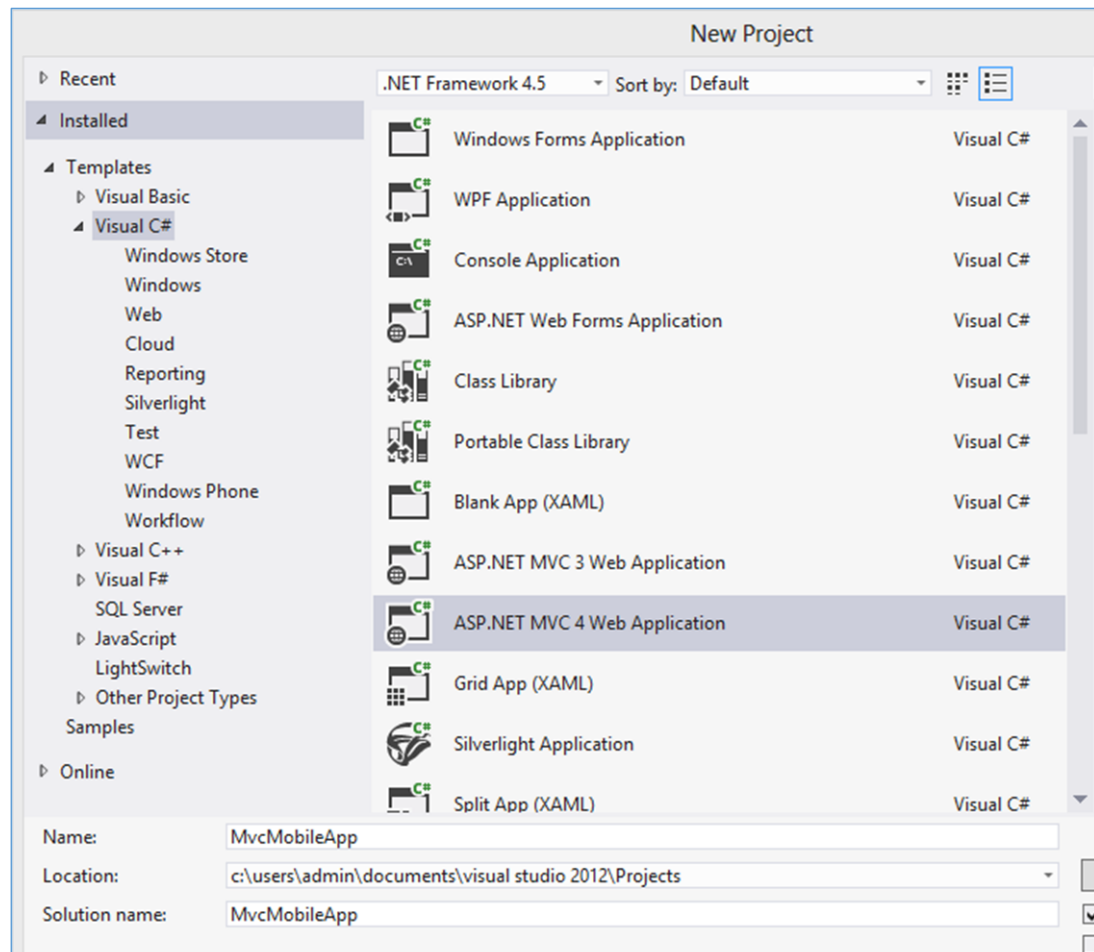 New Project
Recent
Installed
Templates
Visual Basic
Visual C#
Windows Store
Windows
Web
Cloud
Reporting
Silverlight
Test
WCF
Windows Phone
Workflow
Visual C++
Visual F#
SQL Server
JavaScript
LightSwitch
Other Project Types
Samples
Online
.NET Framework 4.5 Sort by: Default
Windows Forms Application Visual C#
WPF Application Visual C#
Console Application Visual C#
ASP.NET Web Forms Application Visual C#
Class Library Visual C#
Portable Class Library Visual C#
Blank App (XAML) Visual C#
ASP.NET MVC 3 Web Application Visual C#
ASP.NET MVC 4 Web Application Visual C#
Grid App (XAML) Visual C#
Silverlight Application Visual C#
Split App (XAML) Visual C#
Name: MvcMobileApp
Location: c:\users\admin\documents\visual studio 2012\Projects
Solution name: MvcMobileApp